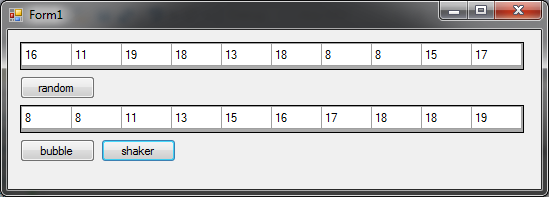 Form1
16 11 19 18 13 18 8 8 15 17
random
8 8 11 13 15 16 17 18 18 19
bubble shaker